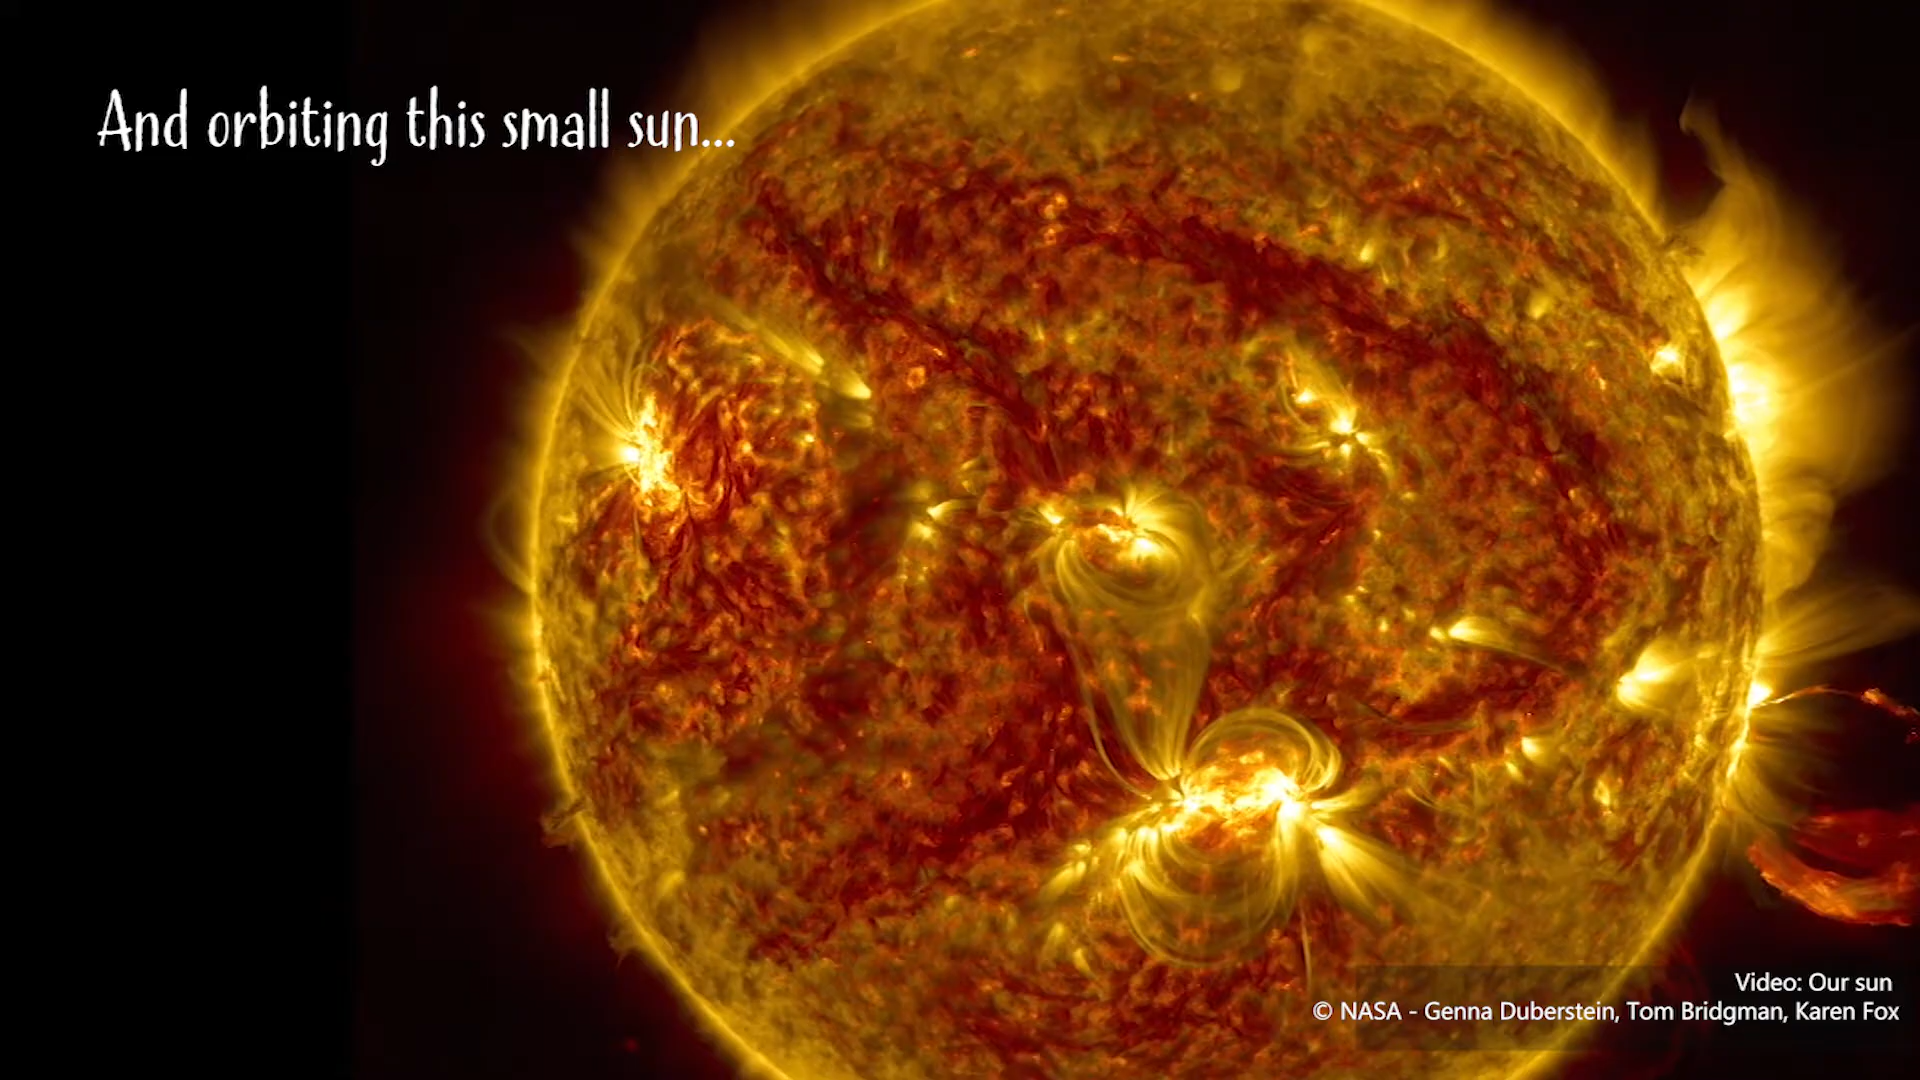 And orbiting this small sun...
Video: Our sun
© NASA - Genna Duberstein, Tom Bridgman, Karen Fox